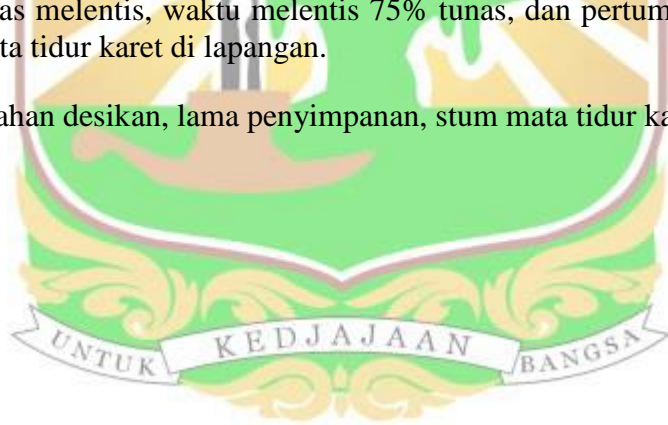 as melentis, waktu melentis 75% tunas, dan pertum
ta tidur karet di lapangan.
ahan desikan, lama penyimpanan, stum mata tidur ka
UNTUK KEDJAJAAN BANGSA